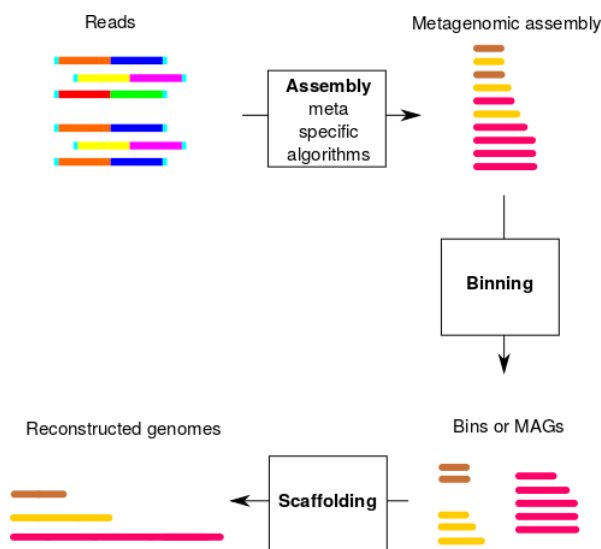 Reads
Metagenomic assembly
Assembly
meta
specific
algorithms
Binning
Bins or MAGs
Scaffolding
Reconstructed genomes